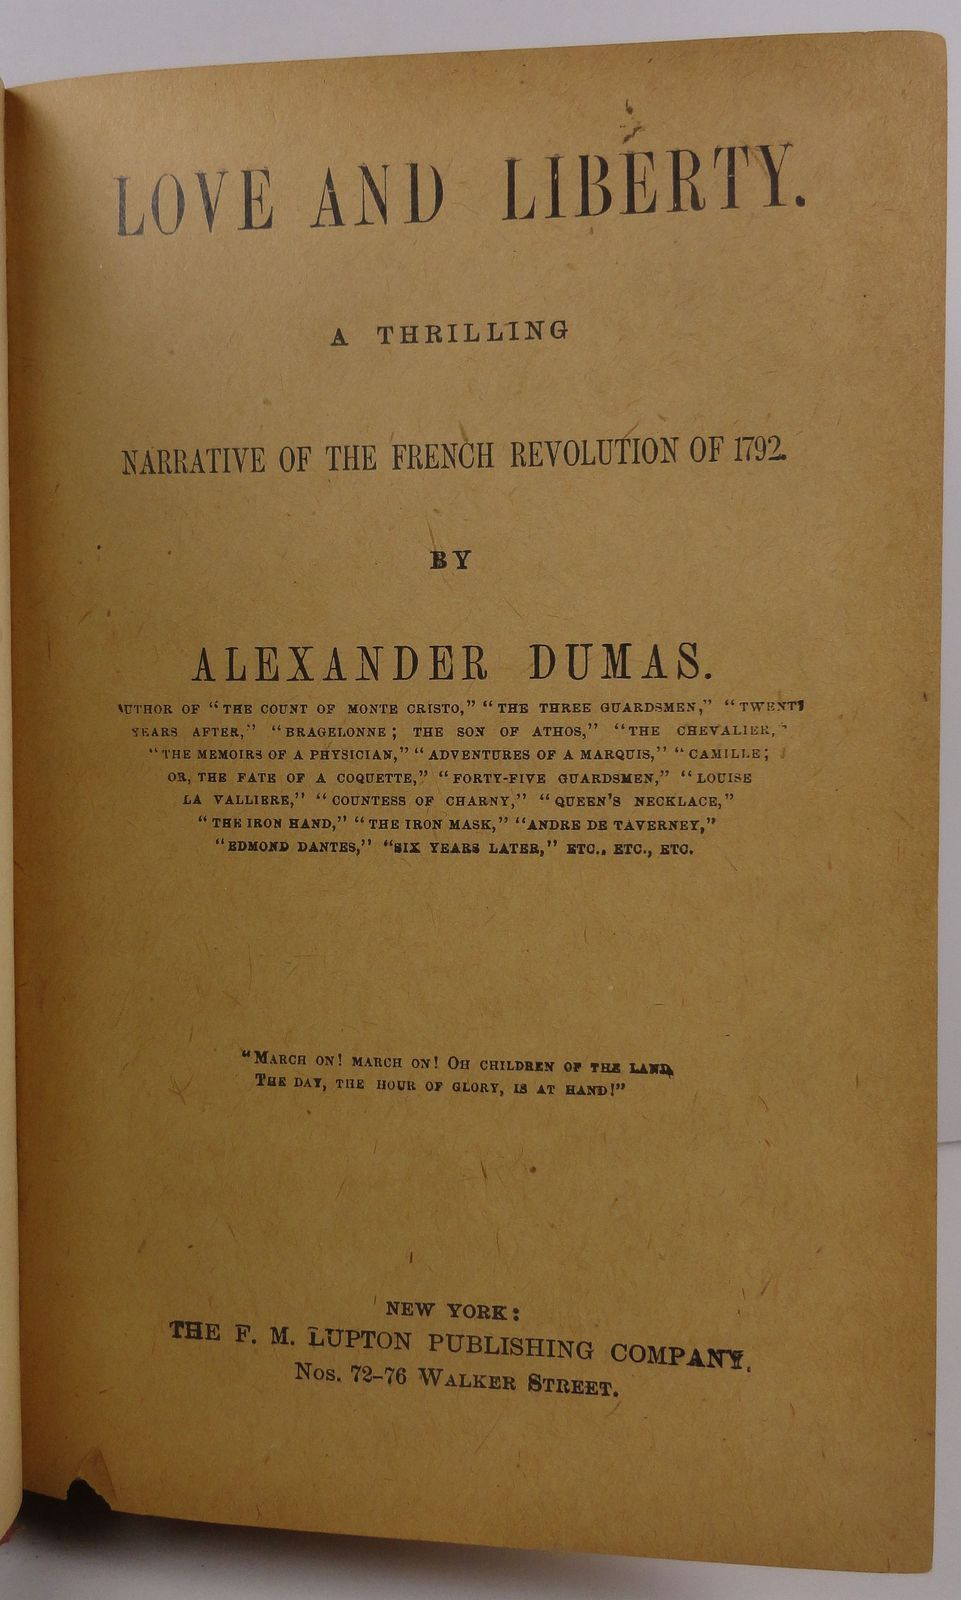 LOVE AND LIBERTY.
A THRILLING
NARRATIVE OF THE FRENCH REVOLUTION OF 1792.
BY
ALEXANDER DUMAS.
AUTHOR OF "THE COUNT OF MONTE CRISTO," "THE THREE GUARDSMEN," "TWENTY
YEARS AFTER," "BRAGELONNE; THE SON OF ATHOS," "THE CHEVALIER,"
"THE MEMOIRS OF A PHYSICIAN," "ADVENTURES OF A MARQUIS," "CAMILLE;
OR, THE FATE OF A COQUETTE," "FORTY-FIVE GUARDSMEN," "LOUISE
LA VALLIERE," "COUNTESS OF CHARNY," "QUEEN'S NECKLACE,"
"THE IRON HAND," "THE IRON MASK," "ANDRE DE TAVERNEY,"
"EDMOND DANTES," "SIX YEARS LATER," ETC., ETC., ETC.
"MARCH ON! MARCH ON! OH CHILDREN OF THE LAND,
THE DAY, THE HOUR OF GLORY, IS AT HAND!"
NEW YORK:
THE F. M. LUPTON PUBLISHING COMPANY,
NOS. 72-76 WALKER STREET.